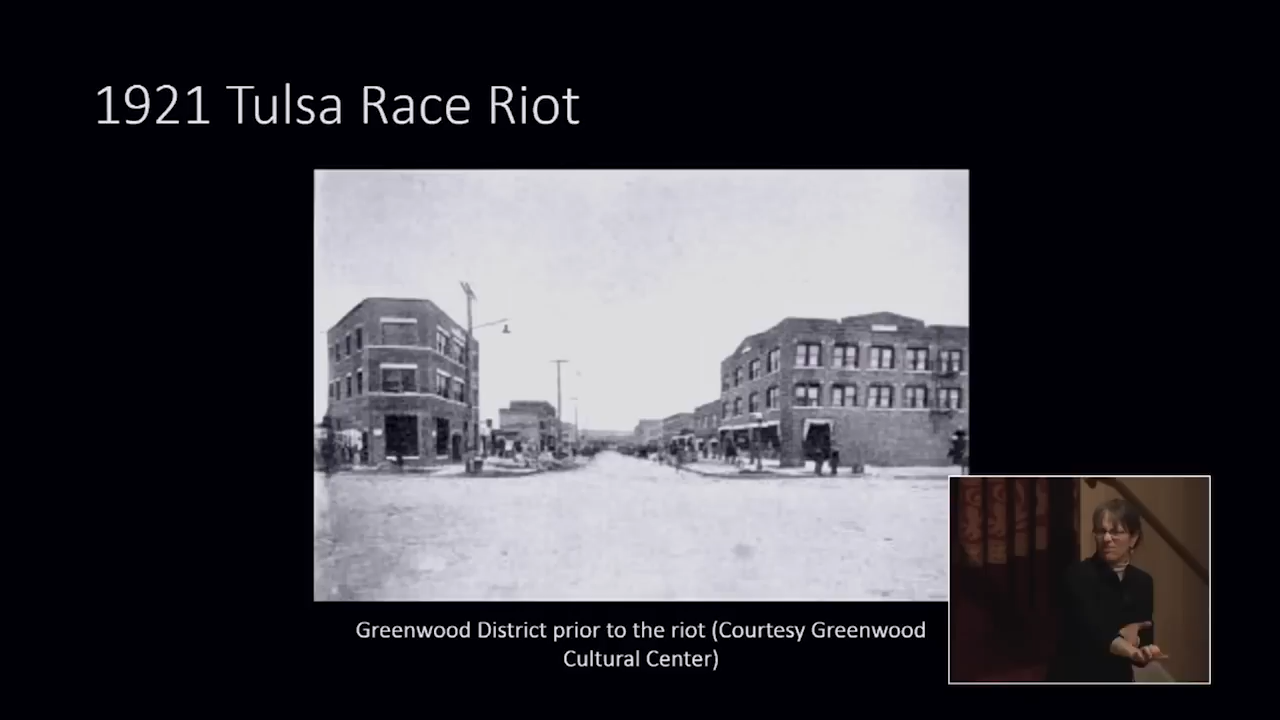 1921 Tulsa Race Riot
Greenwood District prior to the riot (Courtesy Greenwood
Cultural Center)